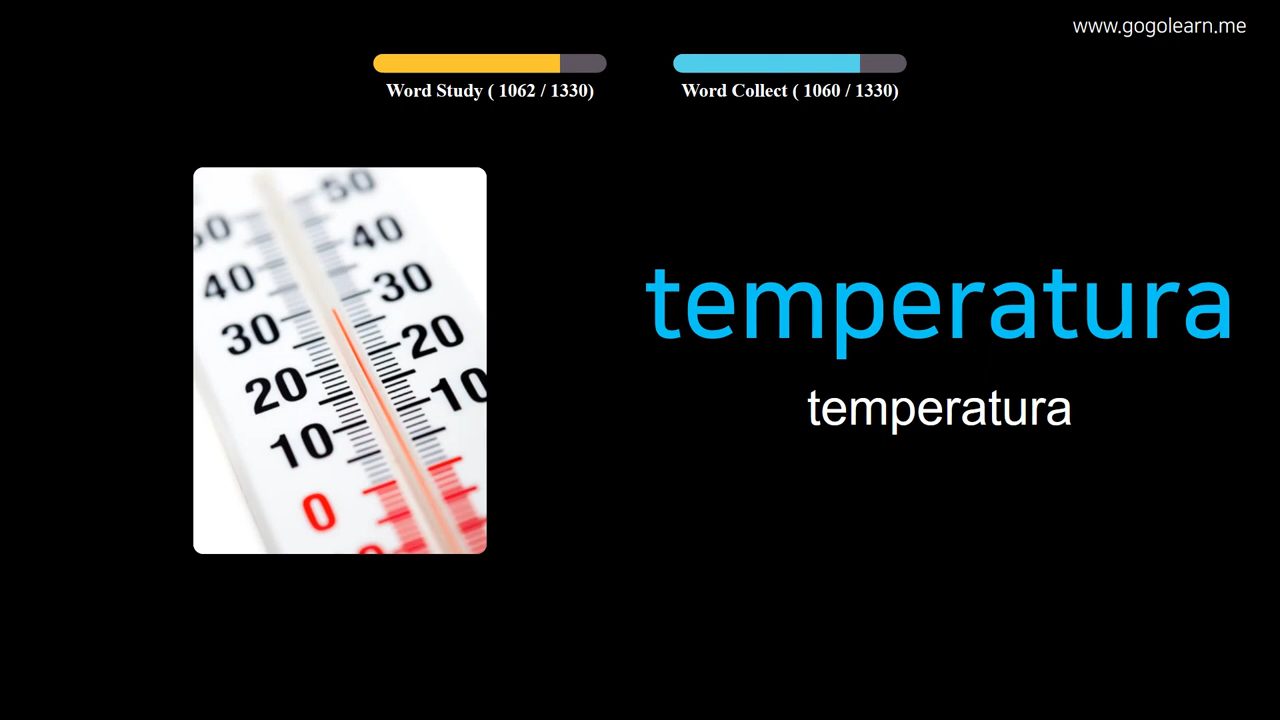 www.gogolearn.me
Word Study ( 1062 / 1330)
Word Collect ( 1060 / 1330)
temperatura
temperatura
50
50
40
40
30
30
20
20
10
10
0